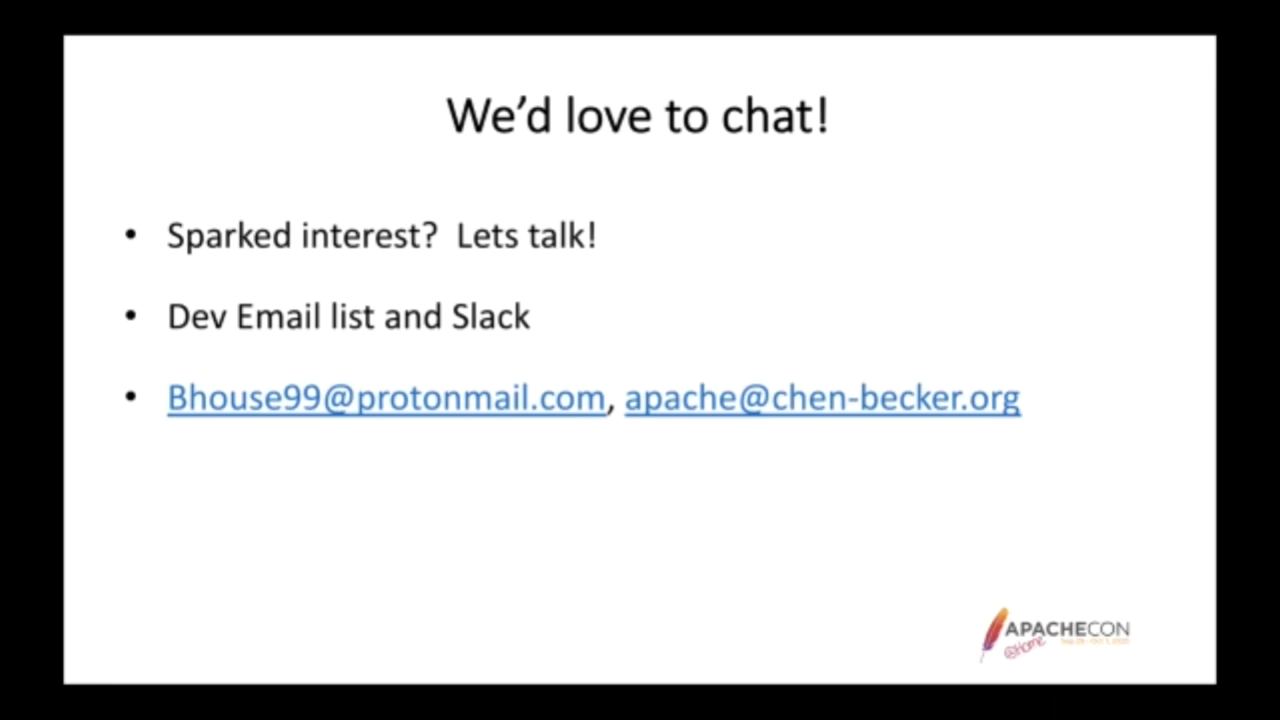 We’d love to chat!
• Sparked interest?  Lets talk!
• Dev Email list and Slack
• Bhouse99@protonmail.com, apache@chen-becker.org
APACHECON
@Home